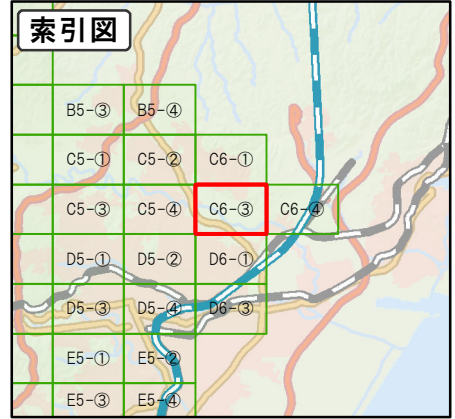 索引図
B5-③ B5-④
C5-① C5-② C6-①
C5-③ C5-④ C6-③ C6-④
D5-① D5-② D6-①
D5-③ D5-④ D6-③
E5-① E5-②
E5-③ E5-④